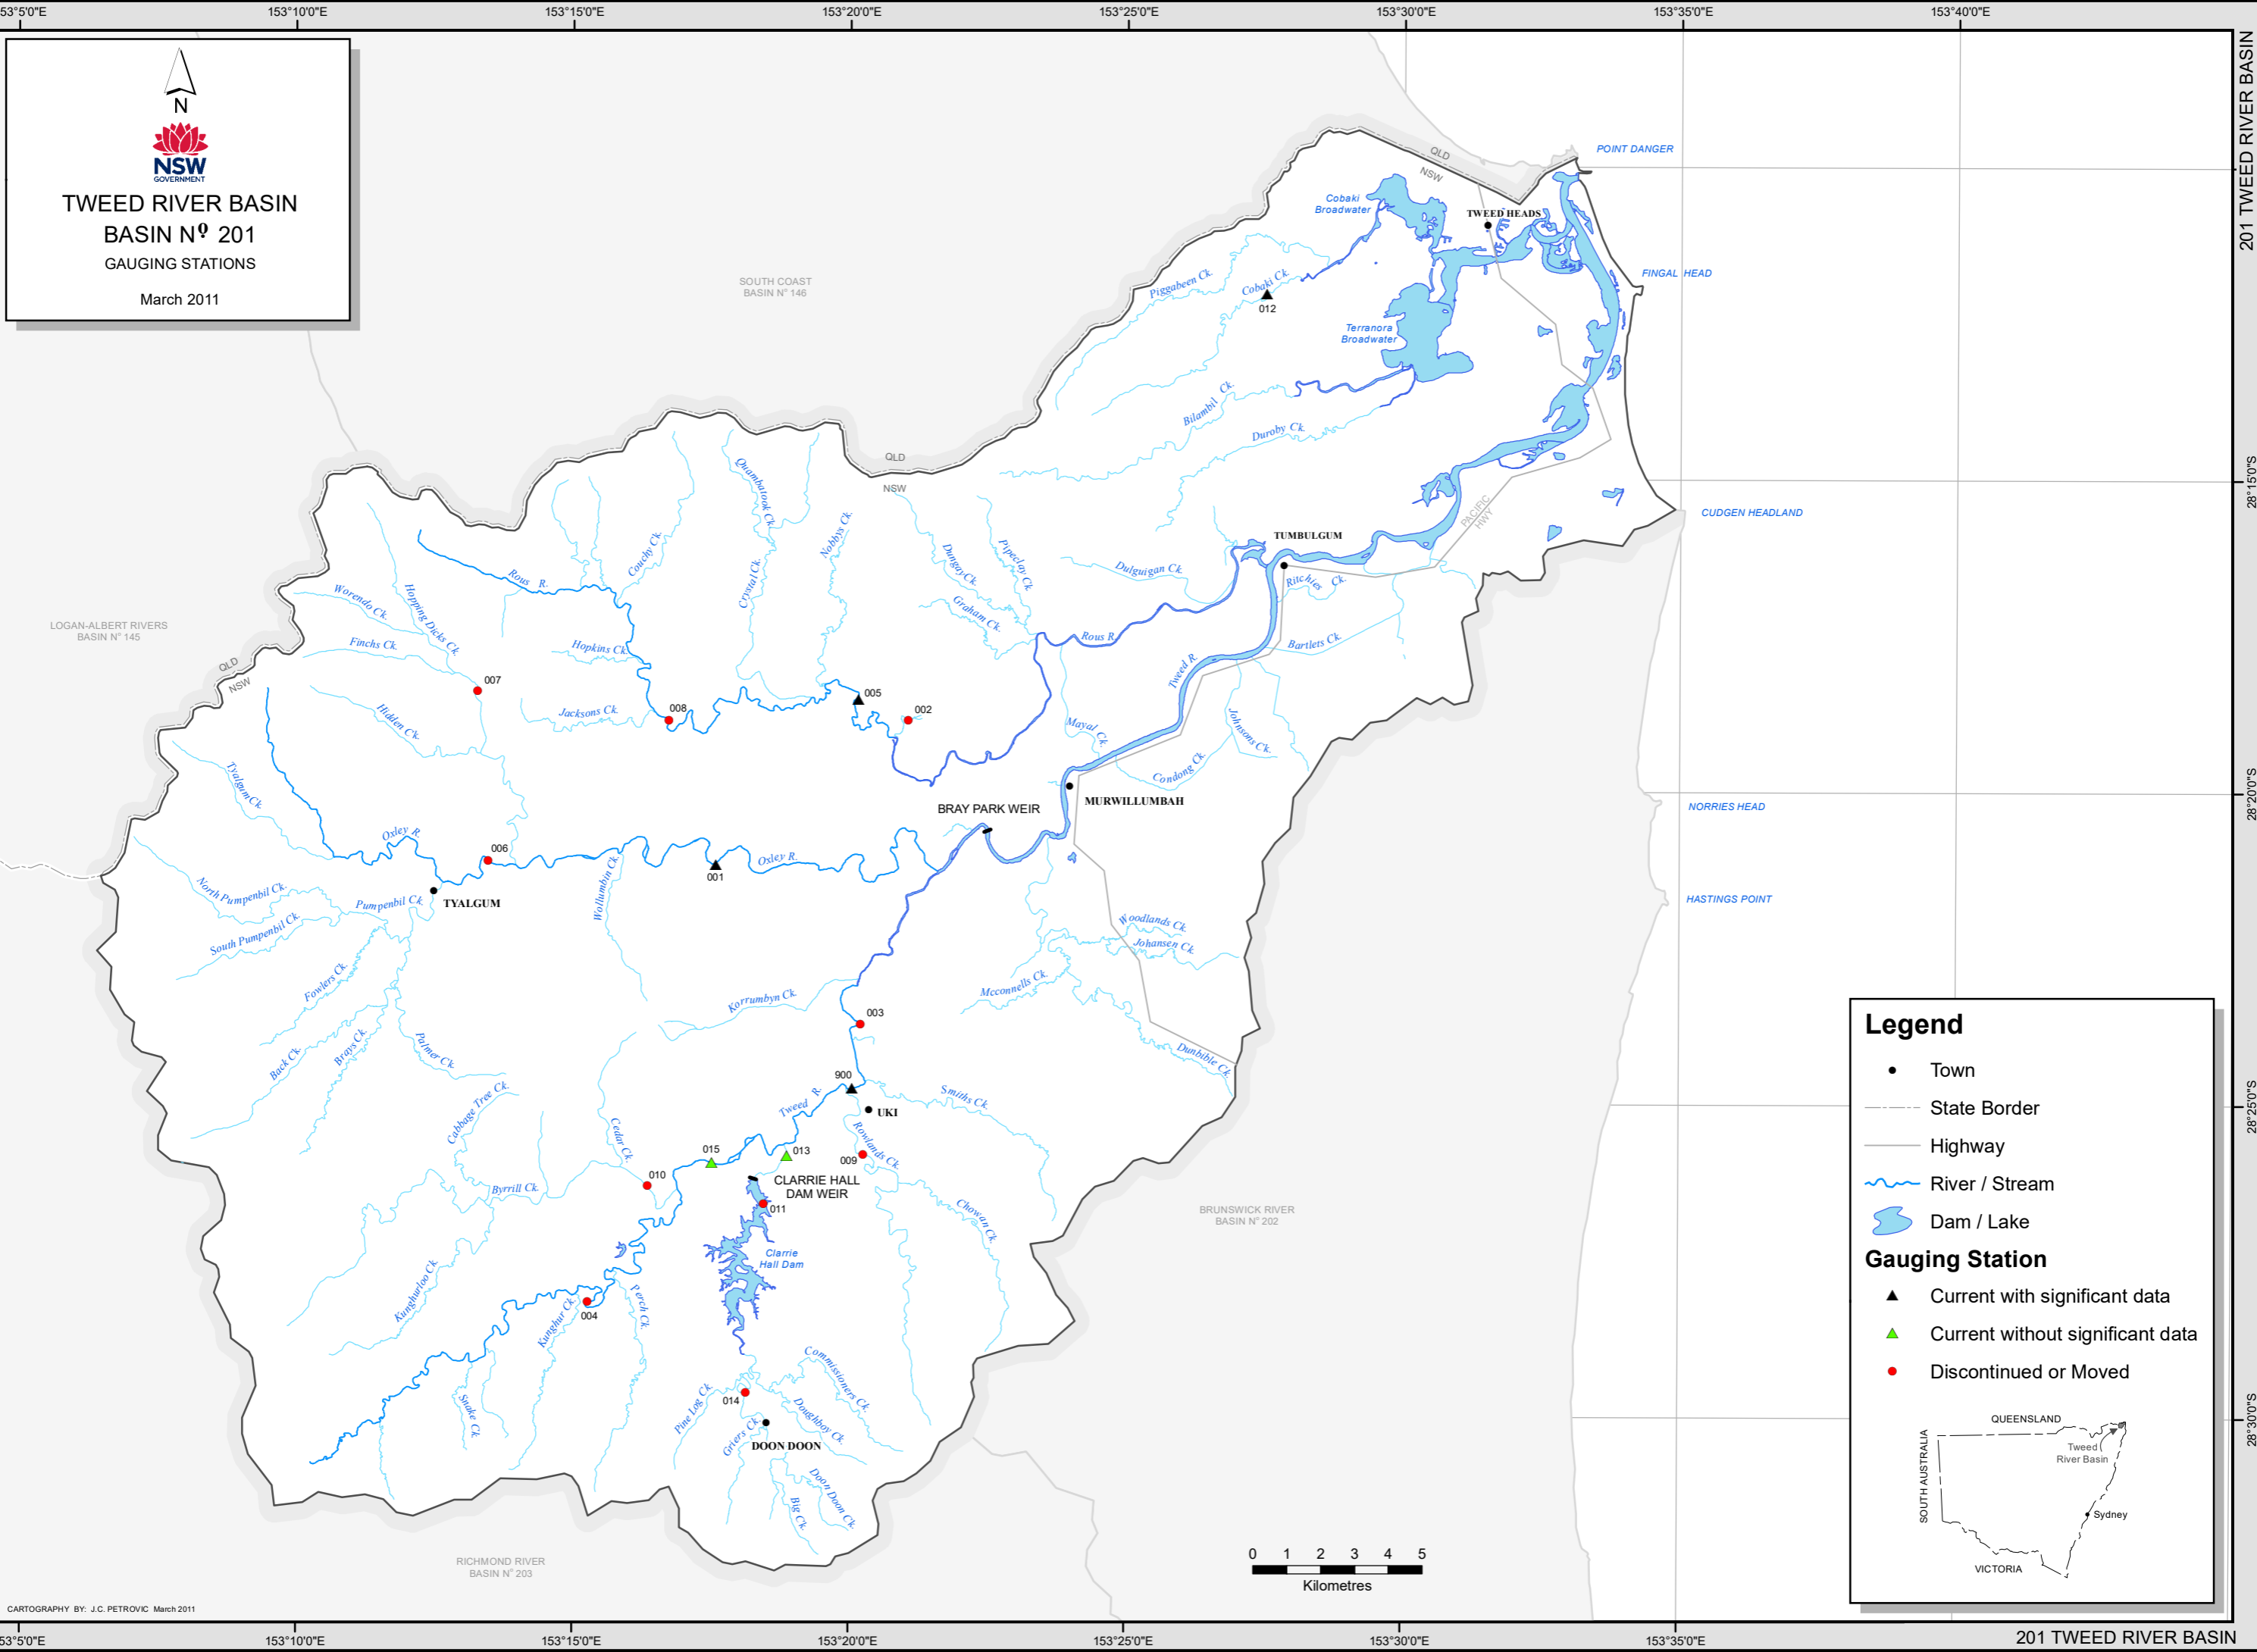 53°5'0"E
153°10'0"E
153°15'0"E
153°20'0"E
153°25'0"E
153°30'0"E
153°35'0"E
153°40'0"E
201 TWEED RIVER BASIN
N
NSW
GOVERNMENT
TWEED RIVER BASIN
BASIN Nº 201
GAUGING STATIONS
March 2011
POINT DANGER
QLD
NSW
Cobaki
Broadwater
TWEED HEADS
FINGAL HEAD
SOUTH COAST
BASIN N° 146
Piggabeen Ck.
Cobaki Ck.
012
Terranora
Broadwater
Bilambil Ck.
Duroby Ck.
QLD
NSW
28°15'0"S
Quambatook Ck.
PACIFIC
HWY
CUDGEN HEADLAND
Nobbys Ck.
Couchy Ck.
Crystal Ck.
Dungay Ck.
Pipeclay Ck.
TUMBULGUM
Dulguigan Ck.
Ritchies Ck.
Rous R.
Worendo Ck.
Hopping Dicks Ck.
Graham Ck.
LOGAN-ALBERT RIVERS
BASIN N° 145
Finchs Ck.
Hopkins Ck.
Rous R.
Bartlets Ck.
QLD
NSW
007
Tweed R.
005
002
008
Jacksons Ck.
Hidden Ck.
Mayal Ck.
Johnsons Ck.
Tyalgum Ck.
Condong Ck.
MURWILLUMBAH
BRAY PARK WEIR
28°20'0"S
NORRIES HEAD
Oxley R.
006
001
Oxley R.
Wollumbin Ck.
North Pumpenbil Ck.
Pumpenbil Ck.
TYALGUM
HASTINGS POINT
South Pumpenbil Ck.
Woodlands Ck.
Johansen Ck.
Fowlers Ck.
Mcconnells Ck.
Korrumbyn Ck.
003
Back Ck.
Brays Ck.
Palmer Ck.
Dunbible Ck.
900
Cabbage Tree Ck.
Tweed R.
Smiths Ck.
UKI
28°25'0"S
Cedar Ck.
Rowlands Ck.
015
013
009
010
CLARRIE HALL
DAM WEIR
Byrrill Ck.
011
Chowan Ck.
BRUNSWICK RIVER
BASIN N° 202
Clarrie
Hall Dam
Kunghurloo Ck.
Perch Ck.
Kunghur Ck.
004
Commissioners Ck.
Snake Ck.
Pine Log Ck.
014
Doughboy Ck.
Griers Ck.
DOON DOON
28°30'0"S
Doon Doon Ck.
Big Ck.
RICHMOND RIVER
BASIN N° 203
0 1 2 3 4 5
Kilometres
Legend
Town
State Border
Highway
River / Stream
Dam / Lake
Gauging Station
Current with significant data
Current without significant data
Discontinued or Moved
QUEENSLAND
SOUTH AUSTRALIA
Tweed
River Basin
Sydney
VICTORIA
CARTOGRAPHY BY: J.C. PETROVIC March 2011
53°5'0"E
153°10'0"E
153°15'0"E
153°20'0"E
153°25'0"E
153°30'0"E
153°35'0"E
201 TWEED RIVER BASIN